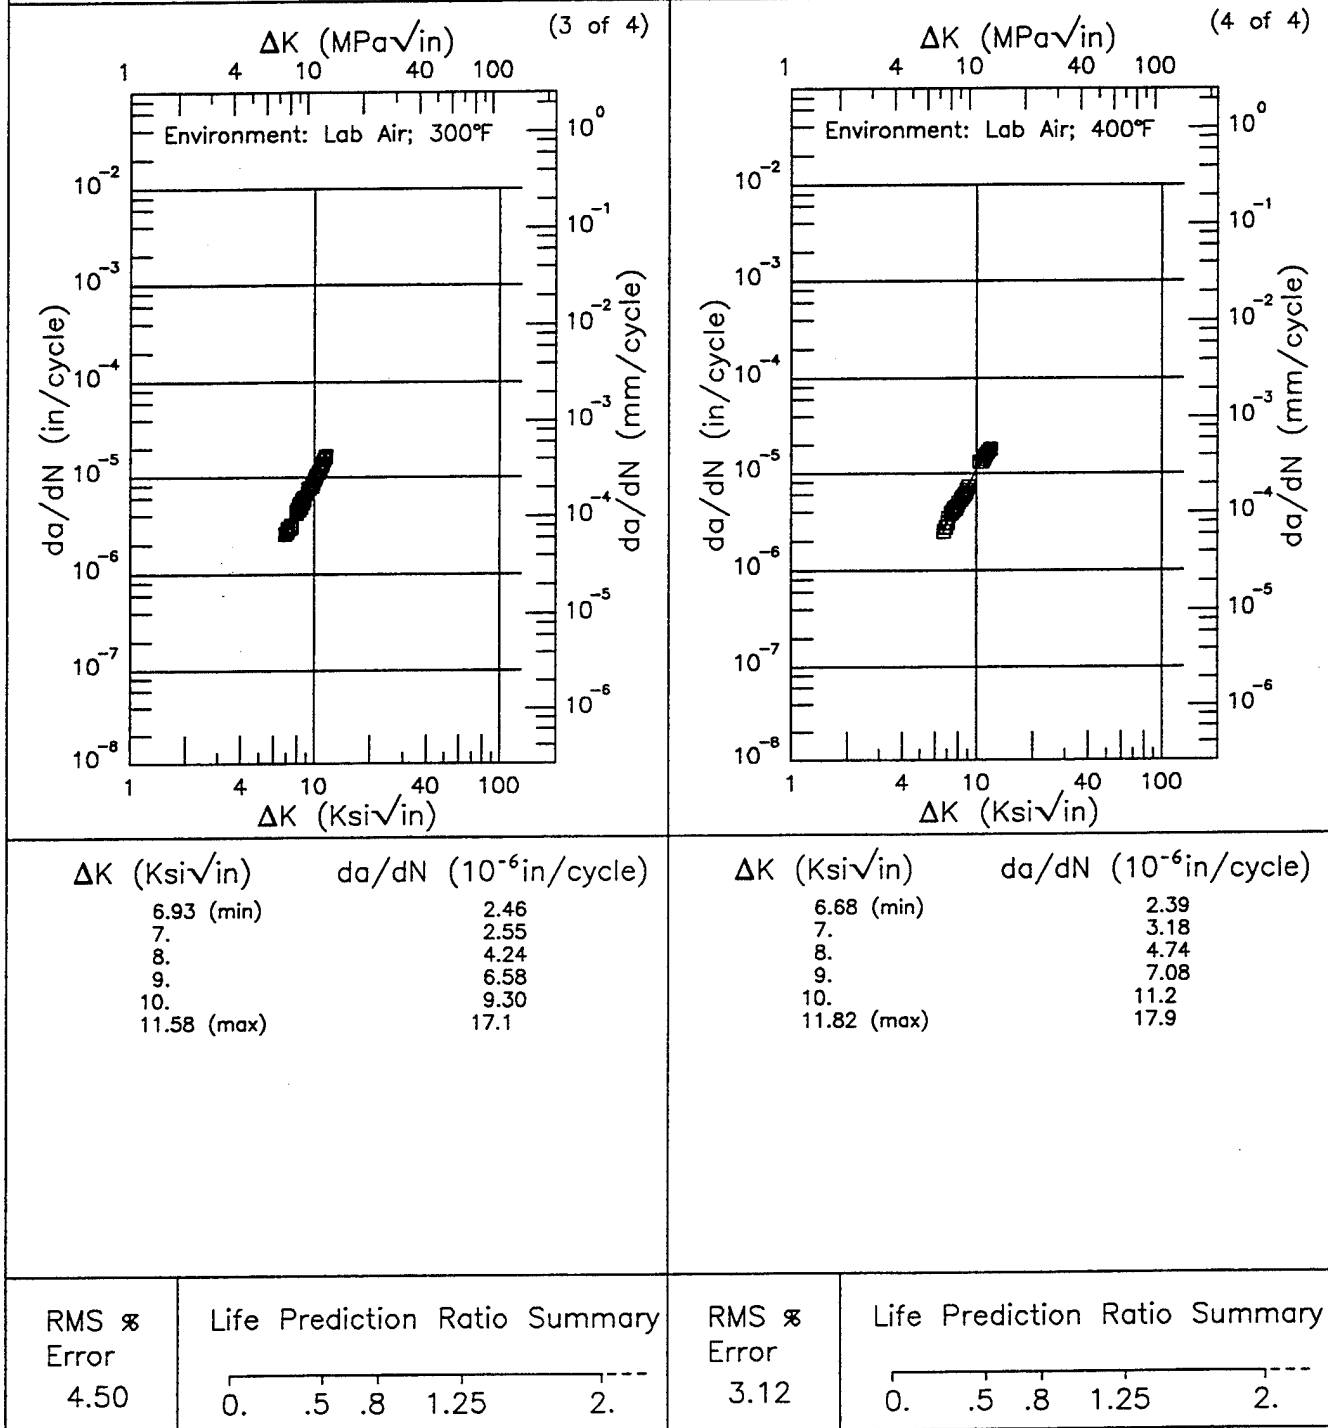 (3 of 4)
ΔK (MPa√in)
1 4 10 40 100
Environment: Lab Air; 300°F
10⁻²
10⁻³
10⁻⁴
10⁻⁵
10⁻⁶
10⁻⁷
10⁻⁸
da/dN (in/cycle)
10⁰
10⁻¹
10⁻²
10⁻³
10⁻⁴
10⁻⁵
10⁻⁶
da/dN (mm/cycle)
1 4 10 40 100
ΔK (Ksi√in)
ΔK (Ksi√in) da/dN (10⁻⁶in/cycle)
6.93 (min) 2.46
7. 2.55
8. 4.24
9. 6.58
10. 9.30
11.58 (max) 17.1
RMS % Life Prediction Ratio Summary
Error
4.50 0. .5 .8 1.25 2.
(4 of 4)
ΔK (MPa√in)
1 4 10 40 100
Environment: Lab Air; 400°F
10⁻²
10⁻³
10⁻⁴
10⁻⁵
10⁻⁶
10⁻⁷
10⁻⁸
da/dN (in/cycle)
10⁰
10⁻¹
10⁻²
10⁻³
10⁻⁴
10⁻⁵
10⁻⁶
da/dN (mm/cycle)
1 4 10 40 100
ΔK (Ksi√in)
ΔK (Ksi√in) da/dN (10⁻⁶in/cycle)
6.68 (min) 2.39
7. 3.18
8. 4.74
9. 7.08
10. 11.2
11.82 (max) 17.9
RMS % Life Prediction Ratio Summary
Error
3.12 0. .5 .8 1.25 2.